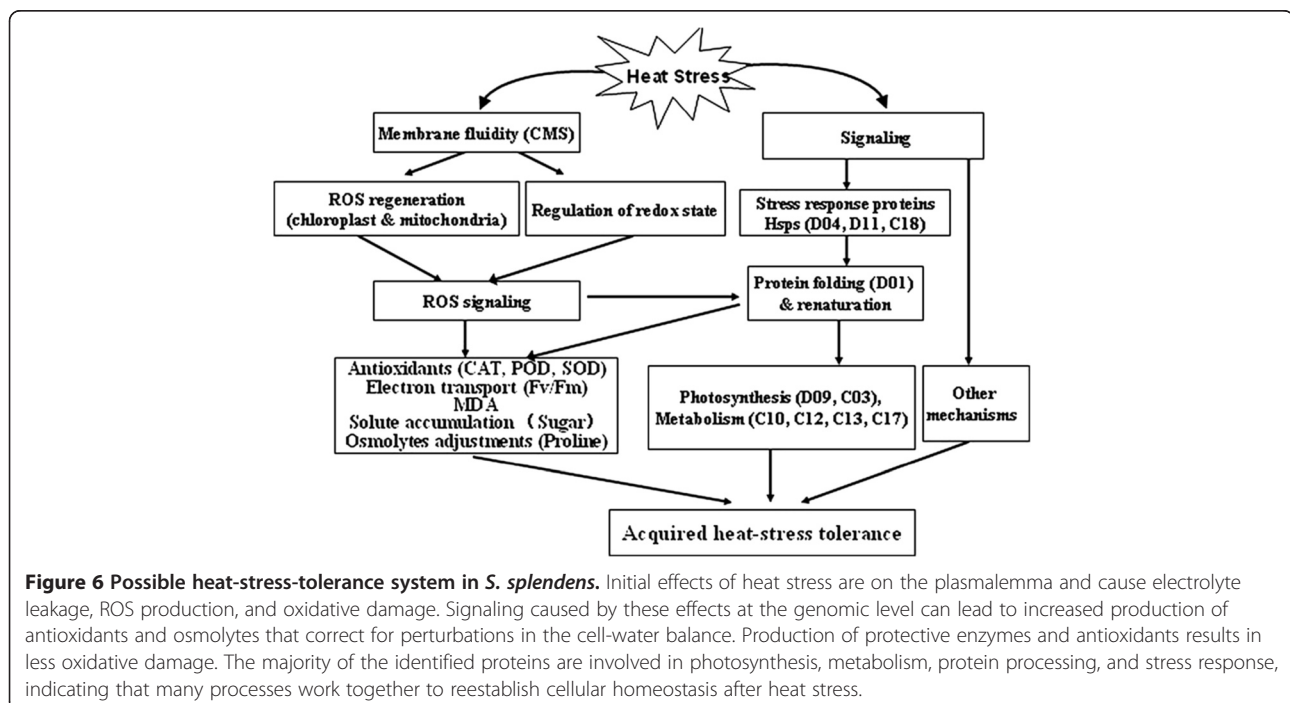 Heat Stress
Membrane fluidity (CMS)
Signaling
ROS regeneration
(chloroplast & mitochondria)
Regulation of redox state
Stress response proteins
Hsps (D04, D11, C18)
ROS signaling
Protein folding (D01)
& renaturation
Antioxidants (CAT, POD, SOD)
Electron transport (Fv/Fm)
MDA
Solute accumulation (Sugar)
Osmolytes adjustments (Proline)
Photosynthesis (D09, C03),
Metabolism (C10, C12, C13, C17)
Other
mechanisms
Acquired heat-stress tolerance
Figure 6 Possible heat-stress-tolerance system in S. splendens. Initial effects of heat stress are on the plasmalemma and cause electrolyte
leakage, ROS production, and oxidative damage. Signaling caused by these effects at the genomic level can lead to increased production of
antioxidants and osmolytes that correct for perturbations in the cell-water balance. Production of protective enzymes and antioxidants results in
less oxidative damage. The majority of the identified proteins are involved in photosynthesis, metabolism, protein processing, and stress response,
indicating that many processes work together to reestablish cellular homeostasis after heat stress.